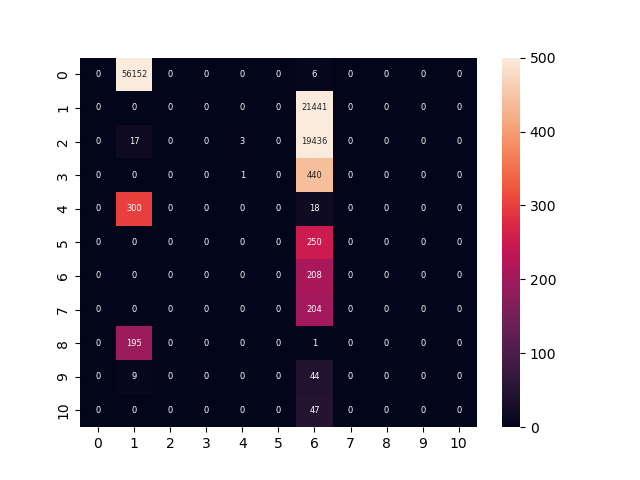 0 0 56152 0 0 0 0 6 0 0 0 0
1 0 0 0 0 0 0 21441 0 0 0 0
2 0 17 0 0 3 0 19436 0 0 0 0
3 0 0 0 0 1 0 440 0 0 0 0
4 0 300 0 0 0 0 18 0 0 0 0
5 0 0 0 0 0 0 250 0 0 0 0
6 0 0 0 0 0 0 208 0 0 0 0
7 0 0 0 0 0 0 204 0 0 0 0
8 0 195 0 0 0 0 1 0 0 0 0
9 0 9 0 0 0 0 44 0 0 0 0
10 0 0 0 0 0 0 47 0 0 0 0
0 1 2 3 4 5 6 7 8 9 10
500
400
300
200
100
0